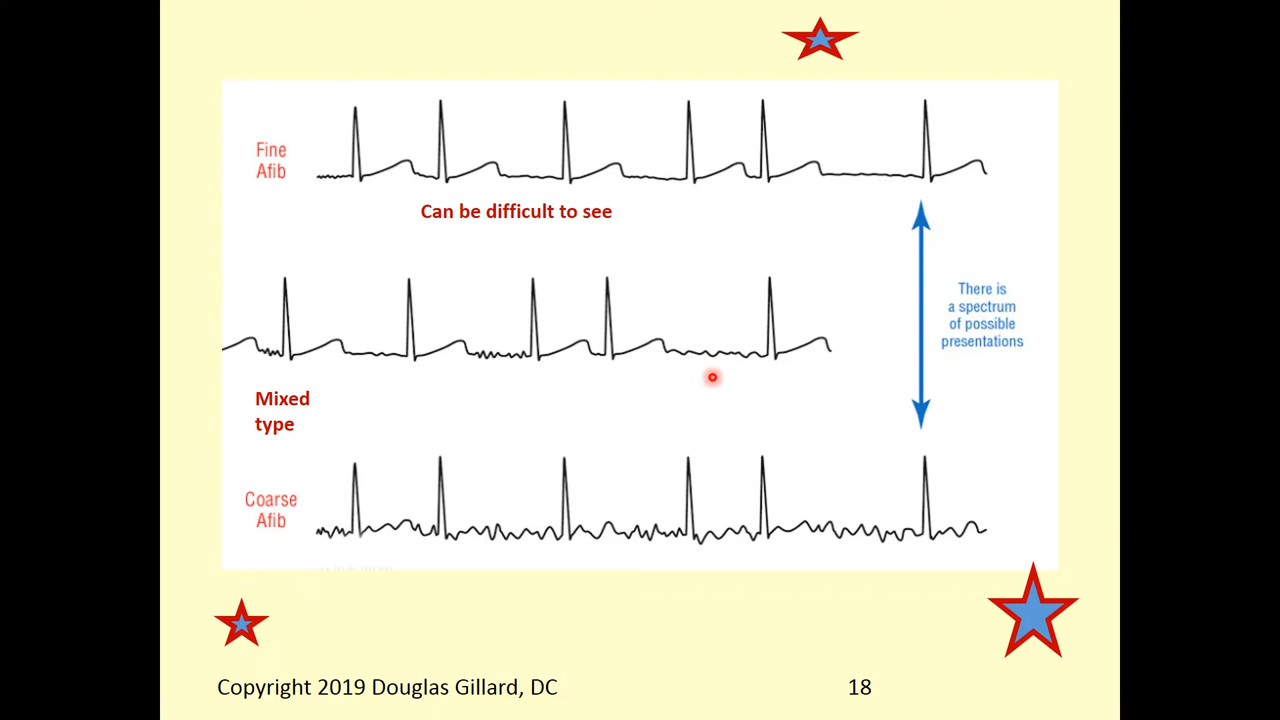 Fine
Afib
Can be difficult to see
There is
a spectrum
of possible
presentations
Mixed
type
Coarse
Afib
Copyright 2019 Douglas Gillard, DC
18